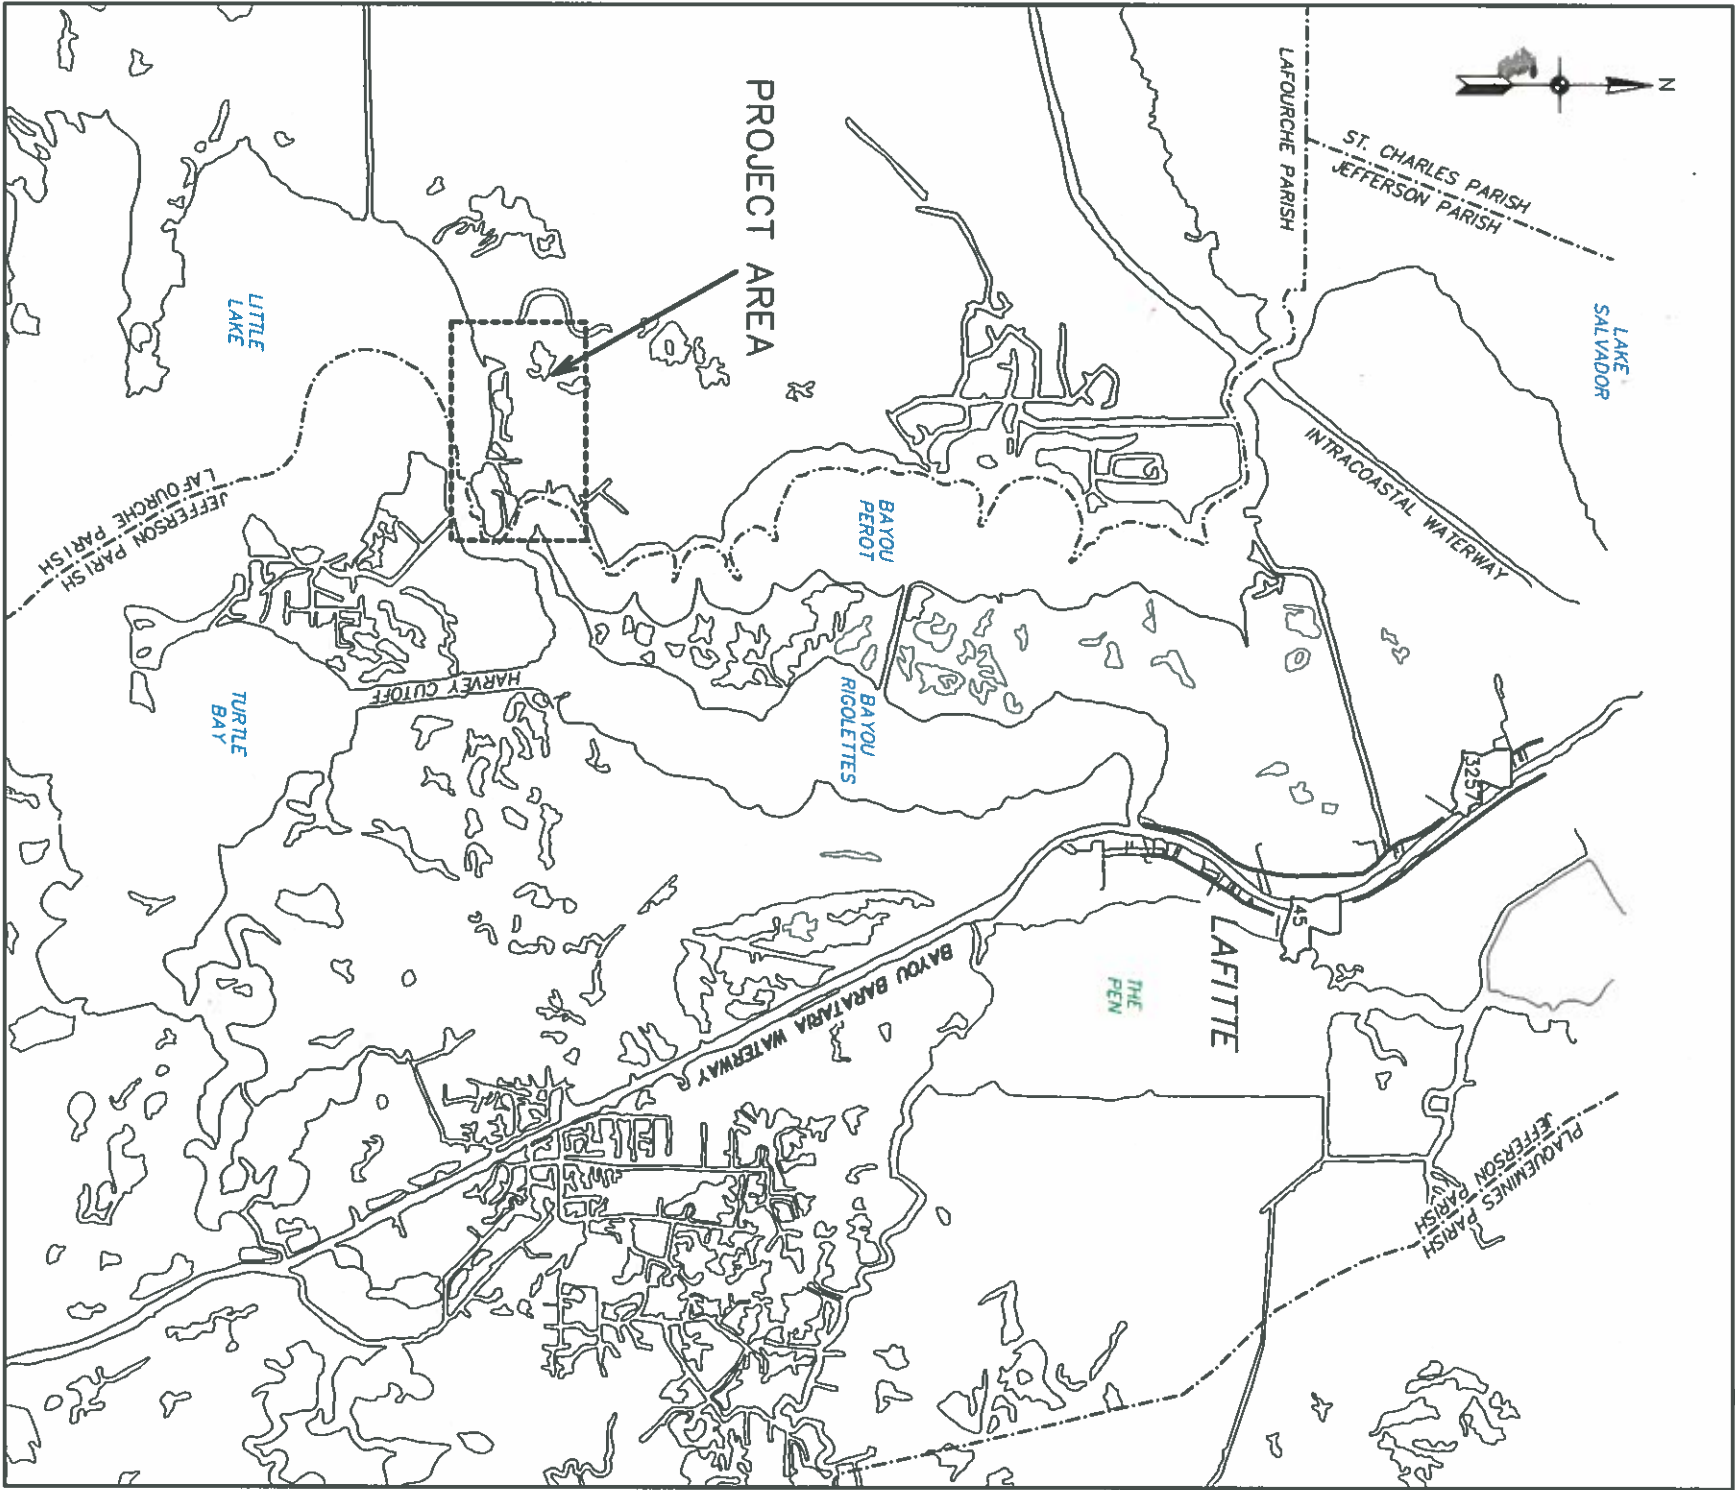 N
ST. CHARLES PARISH
JEFFERSON PARISH
LAFOURCHE PARISH
LAKE
SALVADOR
INTRACOASTAL WATERWAY
PROJECT AREA
BAYOU
PEROT
LITTLE
LAKE
LAFOURCHE PARISH
JEFFERSON PARISH
HARVEY CUTOFF
TURTLE
BAY
BAYOU
RIGOLETTES
3257
45
LAFITTE
THE
PEN
BAYOU BARATARIA WATERWAY
JEFFERSON PARISH
PLAQUEMINES PARISH